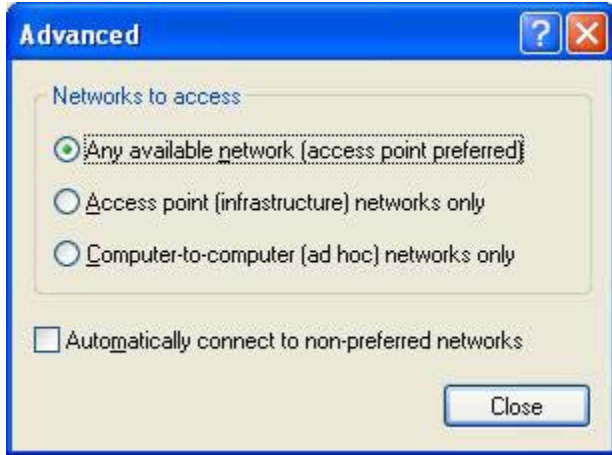 Advanced
Networks to access
Any available network (access point preferred)
Access point (infrastructure) networks only
Computer-to-computer (ad hoc) networks only
Automatically connect to non-preferred networks
Close